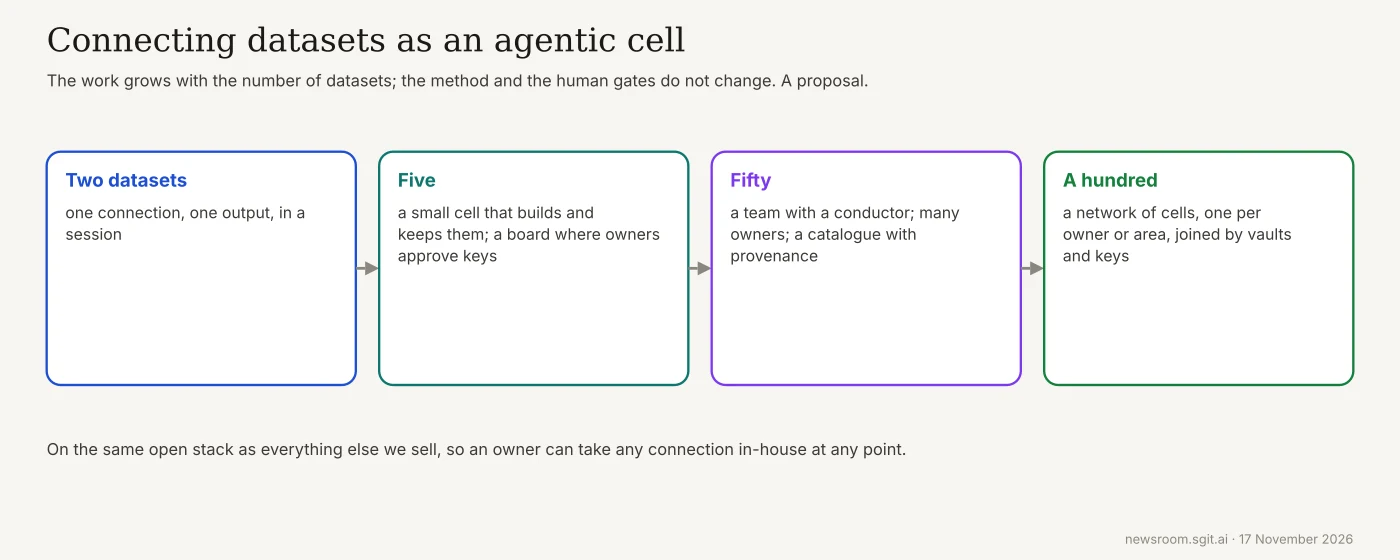 Connecting datasets as an agentic cell
The work grows with the number of datasets; the method and the human gates do not change. A proposal.
Two datasets
one connection, one output, in a
session
Five
a small cell that builds and
keeps them; a board where owners
approve keys
Fifty
a team with a conductor; many
owners; a catalogue with
provenance
A hundred
a network of cells, one per
owner or area, joined by vaults
and keys
On the same open stack as everything else we sell, so an owner can take any connection in-house at any point.
newsroom.sgit.ai · 17 November 2026